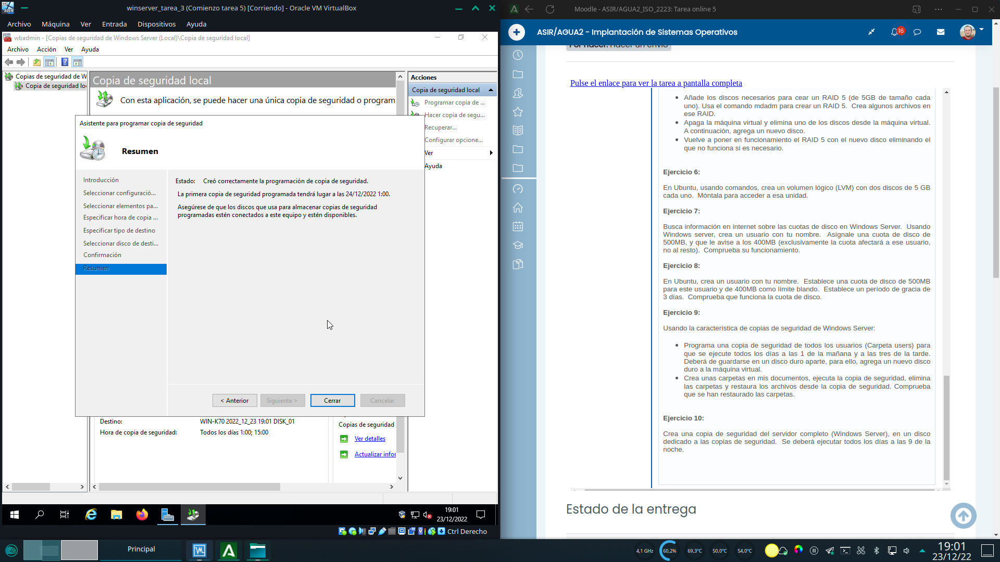 winserver_tarea_3 (Comienzo tarea 5) [Corriendo] - Oracle VM VirtualBox
Archivo Máquina Ver Entrada Dispositivos Ayuda
wbadmin - [Copias de seguridad de Windows Server (Local)\Copia de seguridad local]
Archivo Acción Ver Ayuda
Copias de seguridad de W
Copia de seguridad lo
Copia de seguridad local
Con esta aplicación, se puede hacer una única copia de seguridad o program
Acciones
Copia de seguridad local
Programar copia de ...
Hacer copia de segu...
Recuperar...
Configurar opcione...
Ver
Ayuda
Asistente para programar copia de seguridad
Resumen
Introducción
Seleccionar configuració...
Seleccionar elementos pa...
Especificar hora de copia ...
Especificar tipo de destino
Seleccionar disco de desti...
Confirmación
Resumen
Estado: Creó correctamente la programación de copia de seguridad.
La primera copia de seguridad programada tendrá lugar a las 24/12/2022 1:00.
Asegúrese de que los discos que usa para almacenar copias de seguridad
programadas estén conectados a este equipo y estén disponibles.
< Anterior
Siguiente >
Cerrar
Cancelar
Destino: WIN-K70 2022_12_23 19:01 DISK_01
Hora de copia de seguridad: Todos los días 1:00; 15:00
Copias de seguridad
Ver detalles
Actualizar infor
19:01
23/12/2022
Ctrl Derecho
Principal
Moodle - ASIR/AGUA2_ISO_2223: Tarea online 5
ASIR/AGUA2 - Implantación de Sistemas Operativos
16
Por hacer: Hacer un envío
Pulse el enlace para ver la tarea a pantalla completa
Añade los discos necesarios para cear un RAID 5 (de 5GB de tamaño cada
uno). Usa el comando mdadm para crear un RAID 5. Crea algunos archivos en
ese RAID.
Apaga la máquina virtual y elimina uno de los discos desde la máquina virtual.
A continuación, agrega un nuevo disco.
Vuelve a poner en funcionamiento el RAID 5 con el nuevo disco eliminando el
que no funciona si es necesario.
Ejercicio 6:
En Ubuntu, usando comandos, crea un volumen lógico (LVM) con dos discos de 5 GB
cada uno. Móntala para acceder a esa unidad.
Ejercicio 7:
Busca información en internet sobre las cuotas de disco en Windows Server. Usando
Windows server, crea un usuario con tu nombre. Asígnale una cuota de disco de
500MB, y que le avise a los 400MB (exclusivamente la cuota afectará a ese usuario,
no al resto). Comprueba su funcionamiento.
Ejercicio 8:
En Ubuntu, crea un usuario con tu nombre. Establece una cuota de disco de 500MB
para este usuario y de 400MB como límite blando. Establece un período de gracia de
3 días. Comprueba que funciona la cuota de disco.
Ejercicio 9:
Usando la característica de copias de seguridad de Windows Server:
Programa una copia de seguridad de todos los usuarios (Carpeta users) para
que se ejecute todos los días a las 1 de la mañana y a las tres de la tarde.
Deberá de guardarse en un disco duro aparte, para ello, agrega un nuevo disco
duro a la máquina virtual.
Crea unas carpetas en mis documentos, ejecuta la copia de seguridad, elimina
las carpetas y restaura los archivos desde la copia de seguridad. Comprueba
que se han restaurado las carpetas.
Ejercicio 10:
Crea una copia de seguridad del servidor completo (Windows Server), en un disco
dedicado a las copias de seguridad. Se deberá ejecutar todos los días a las 9 de la
noche.
Estado de la entrega
4,1 GHz 60,2% 69,3°C 50,0°C 54,0°C
19:01
23/12/22